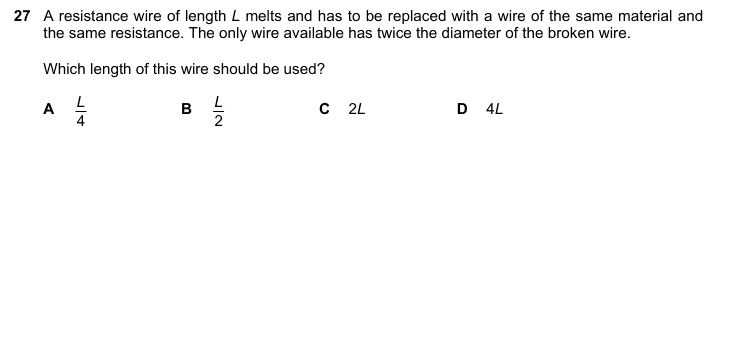 27 A resistance wire of length L melts and has to be replaced with a wire of the same material and
the same resistance. The only wire available has twice the diameter of the broken wire.
Which length of this wire should be used?
A L/4 B L/2 C 2L D 4L